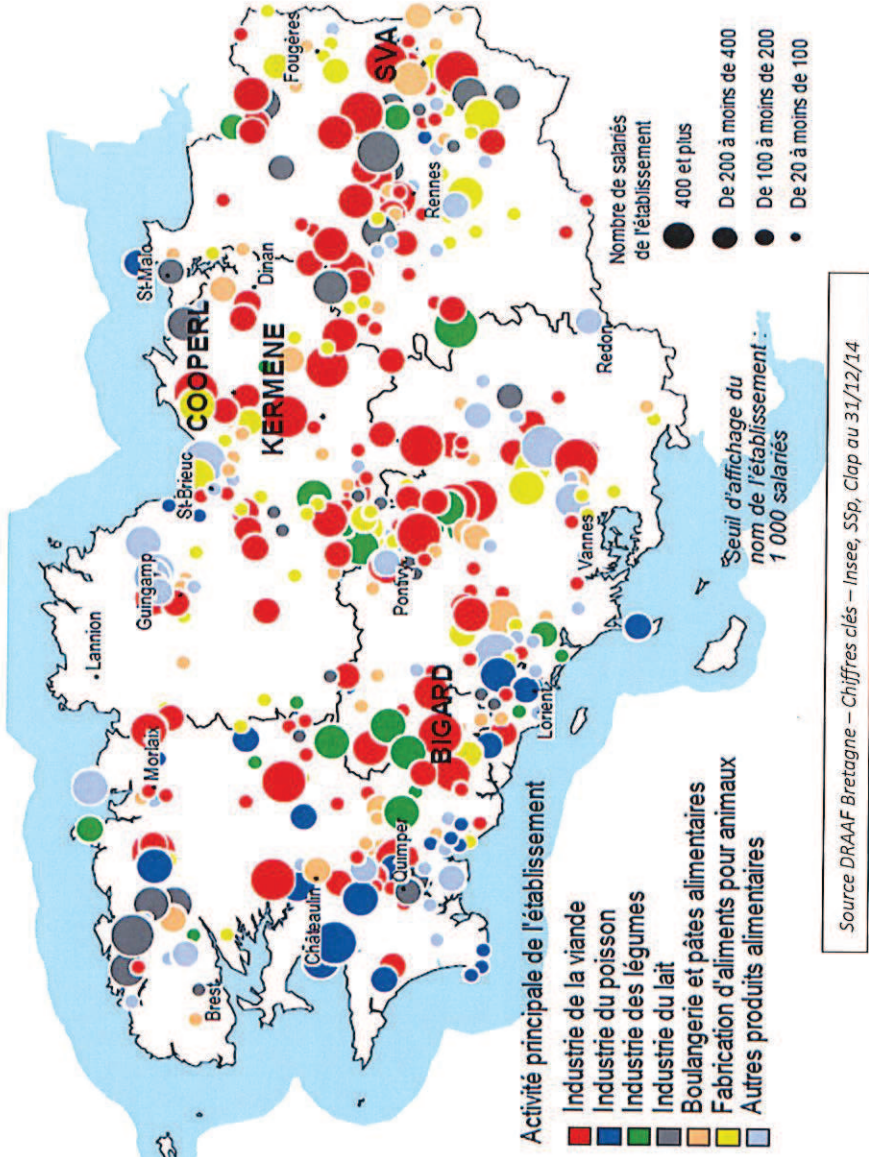 Lannion
Morlaix
Guingamp
St-Brieuc
St-Malo
Fougères
COOPERL
Dinan
KERMENE
SVA
Brest
Châteaulin
Quimper
Pontivy
Rennes
BIGARD
Lorient
Vannes
Redon
Activité principale de l'établissement
Industrie de la viande
Industrie du poisson
Industrie des légumes
Industrie du lait
Boulangerie et pâtes alimentaires
Fabrication d'aliments pour animaux
Autres produits alimentaires
Seuil d'affichage du
nom de l'établissement :
1 000 salariés
Nombre de salariés
de l'établissement
400 et plus
De 200 à moins de 400
De 100 à moins de 200
De 20 à moins de 100
Source DRAAF Bretagne – Chiffres clés – Insee, SSp, Clap au 31/12/14